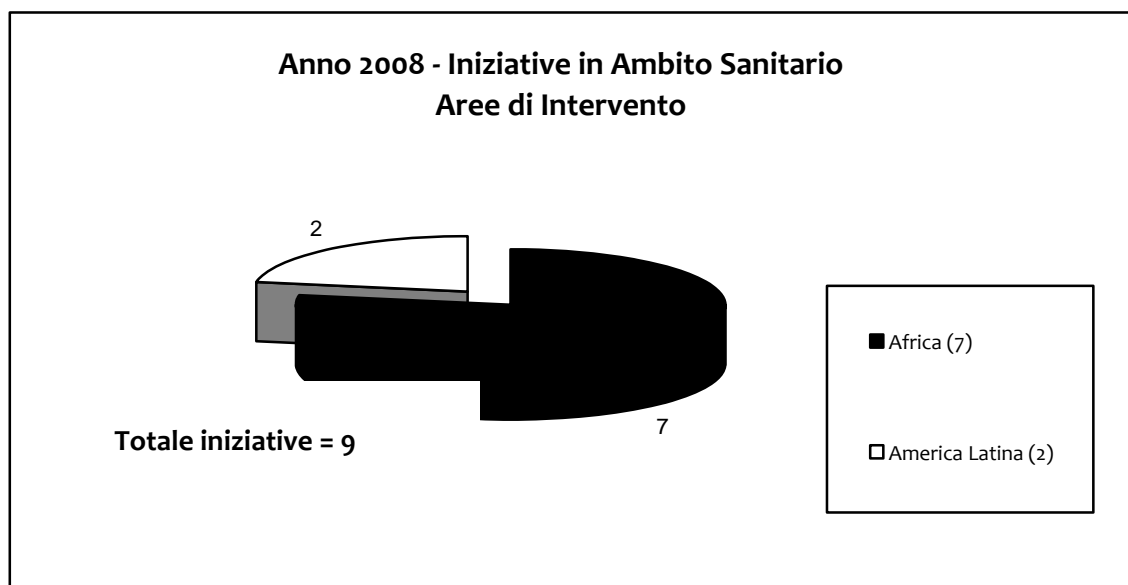 Anno 2008 - Iniziative in Ambito Sanitario
Aree di Intervento
2
7
Totale iniziative = 9
Africa (7)
America Latina (2)